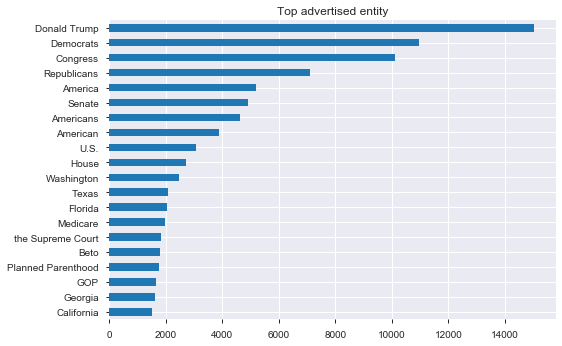 Top advertised entity
Donald Trump
Democrats
Congress
Republicans
America
Senate
Americans
American
U.S.
House
Washington
Texas
Florida
Medicare
the Supreme Court
Beto
Planned Parenthood
GOP
Georgia
California
0 2000 4000 6000 8000 10000 12000 14000